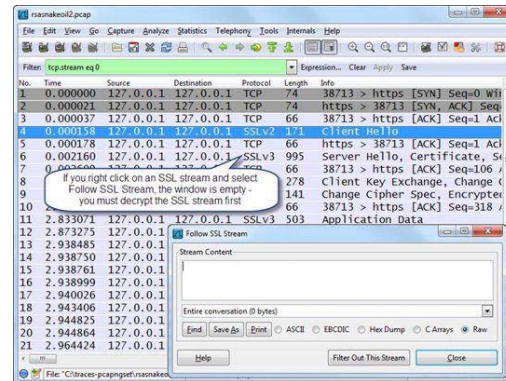 rsasnakeoil2.pcap
File Edit View Go Capture Analyze Statistics Telephony Tools Internals Help
Filter: tcp.stream eq 0 Expression... Clear Apply Save
No. Time Source Destination Protocol Length Info
1 0.000000 127.0.0.1 127.0.0.1 TCP 74 38713 > https [SYN] Seq=0 Win
2 0.000021 127.0.0.1 127.0.0.1 TCP 74 https > 38713 [SYN, ACK] Seq=
3 0.000037 127.0.0.1 127.0.0.1 TCP 66 38713 > https [ACK] Seq=1 Ack
4 0.000158 127.0.0.1 127.0.0.1 SSLv2 171 Client Hello
5 0.000178 127.0.0.1 127.0.0.1 TCP 66 https > 38713 [ACK] Seq=1 Ack
6 0.002160 127.0.0.1 127.0.0.1 SSLv3 995 Server Hello, Certificate, Se
7 66 38713 > https [ACK] Seq=106 A
8 278 Client Key Exchange, Change C
9 141 Change Cipher Spec, Encrypted
10 66 38713 > https [ACK] Seq=318 A
If you right click on an SSL stream and select
Follow SSL Stream, the window is empty -
you must decrypt the SSL stream first
11 2.833071 127.0.0.1 127.0.0.1 SSLv3 503 Application Data
12 2.873275 127.0.0.1
13 2.938485 127.0.0.1
14 2.938750 127.0.0.1
15 2.938761 127.0.0.1
16 2.938999 127.0.0.1
17 2.940026 127.0.0.1
18 2.943406 127.0.0.1
19 2.944825 127.0.0.1
20 2.944864 127.0.0.1
21 2.964424 127.0.0.1
Follow SSL Stream
Stream Content
Entire conversation (0 bytes)
Find Save As Print ASCII EBCDIC Hex Dump C Arrays Raw
Help Filter Out This Stream Close
File: "C:\traces-pcapngset\rsasnakeo